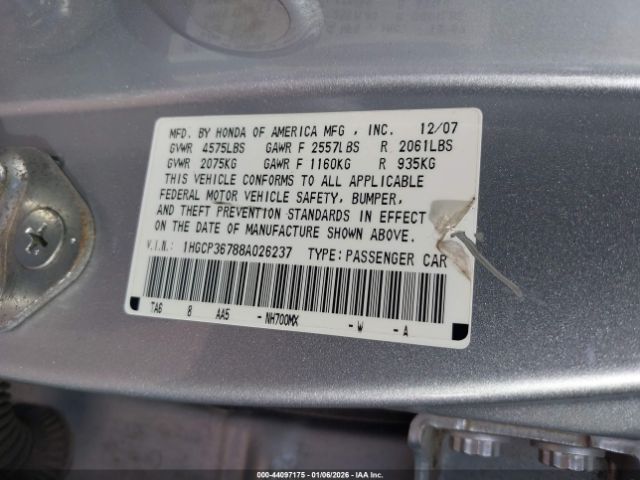 MFD. BY HONDA OF AMERICA MFG , INC. 12/07
GVWR 4575LBS GAWR F 2557LBS R 2061LBS
GVWR 2075KG GAWR F 1160KG R 935KG
THIS VEHICLE CONFORMS TO ALL APPLICABLE
FEDERAL MOTOR VEHICLE SAFETY, BUMPER,
AND THEFT PREVENTION STANDARDS IN EFFECT
ON THE DATE OF MANUFACTURE SHOWN ABOVE.
V.I.N: 1HGCP36788A026237 TYPE: PASSENGER CAR
TA6 8 AA5 - NH700MX - W - A
000-44097175 | 01/06/2026 - IAA Inc.